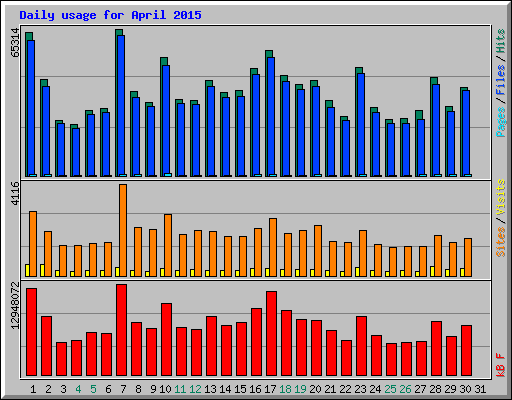 Daily usage for April 2015
65314
Pages / Files / Hits
4116
Sites / Visits
12948072
kB F
1 2 3 4 5 6 7 8 9 10 11 12 13 14 15 16 17 18 19 20 21 22 23 24 25 26 27 28 29 30 31